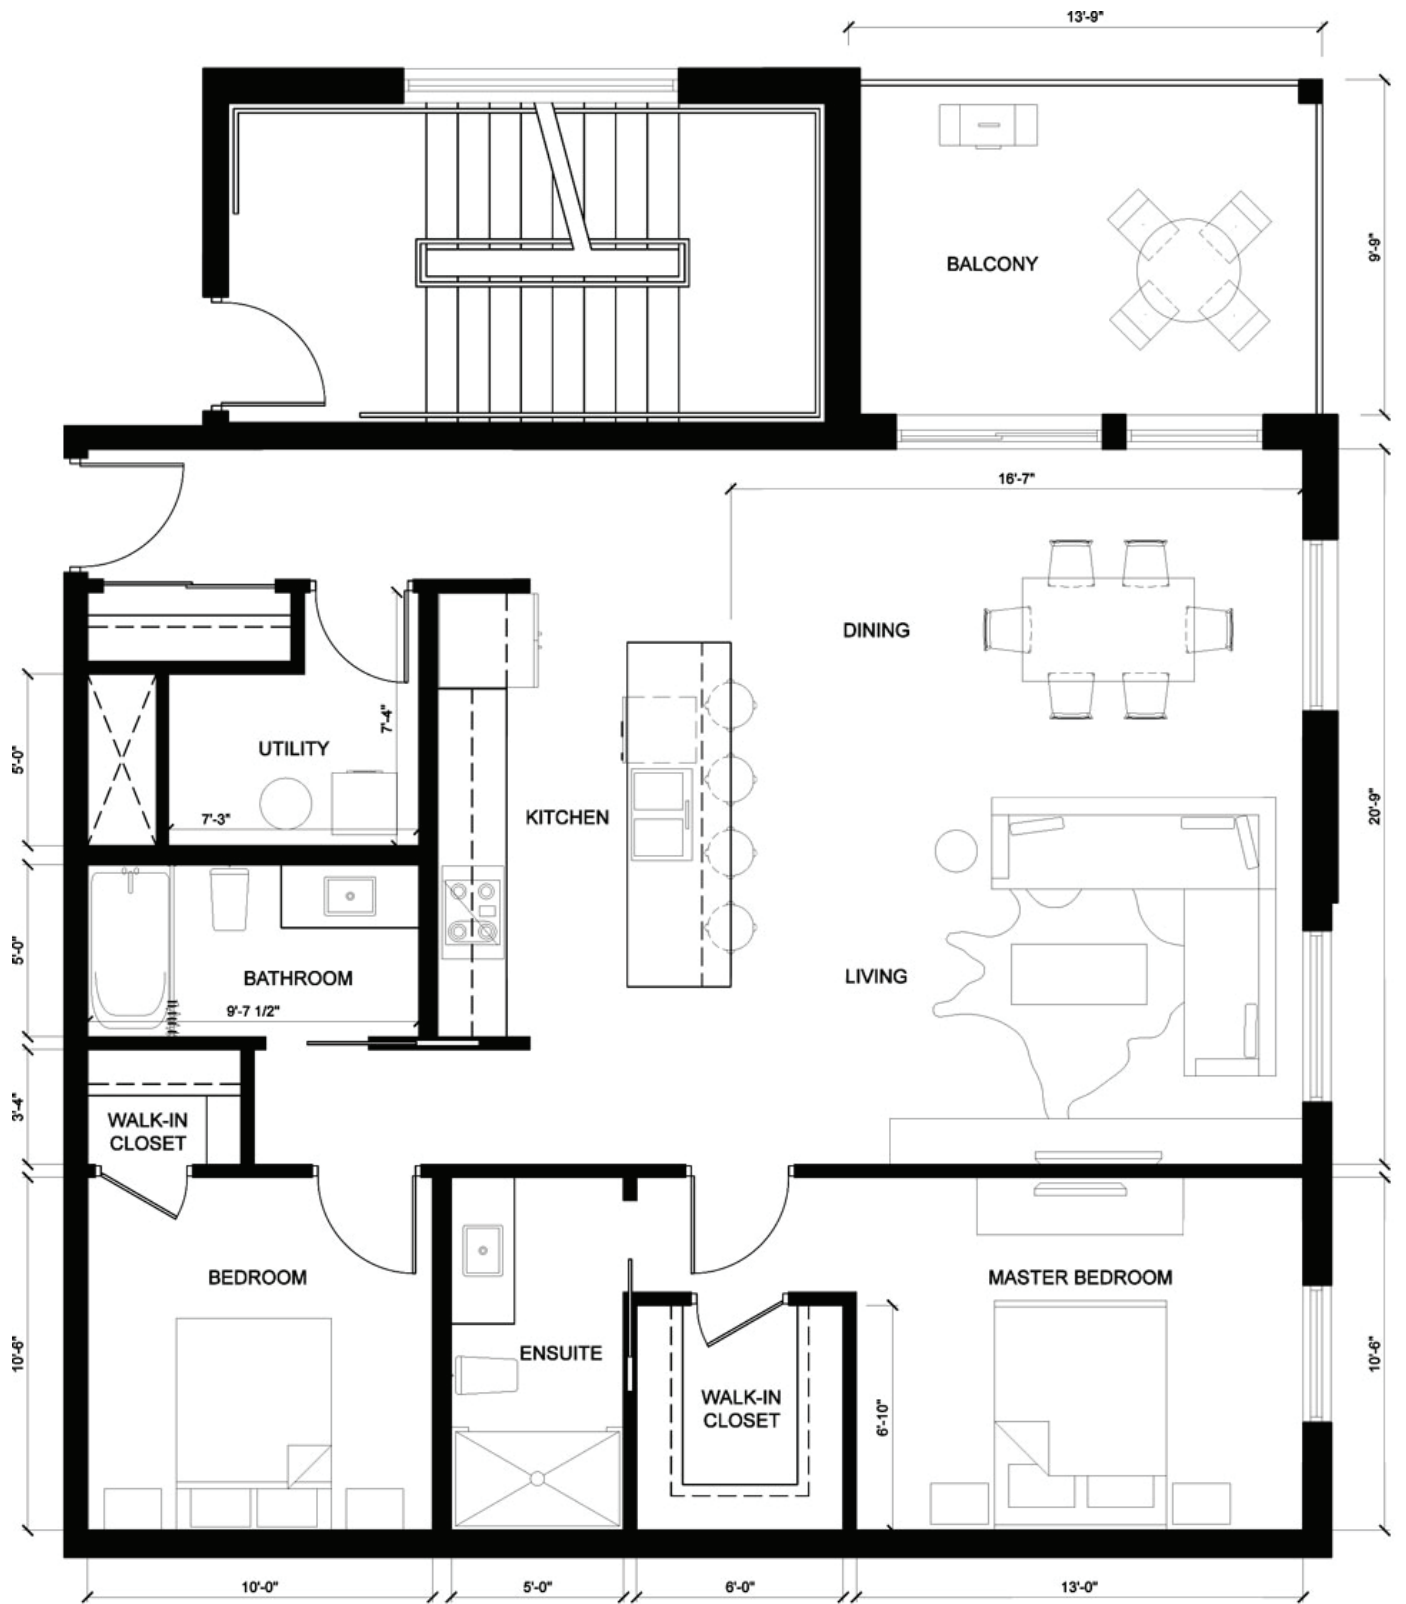 13'-9"
BALCONY
9'-9"
16'-7"
DINING
7'-4"
UTILITY
5'-0"
7'-3"
KITCHEN
20'-9"
5'-0"
BATHROOM
9'-7 1/2"
LIVING
3'-4"
WALK-IN
CLOSET
BEDROOM
MASTER BEDROOM
ENSUITE
10'-6"
WALK-IN
CLOSET
6'-10"
10'-6"
10'-0"
5'-0"
6'-0"
13'-0"